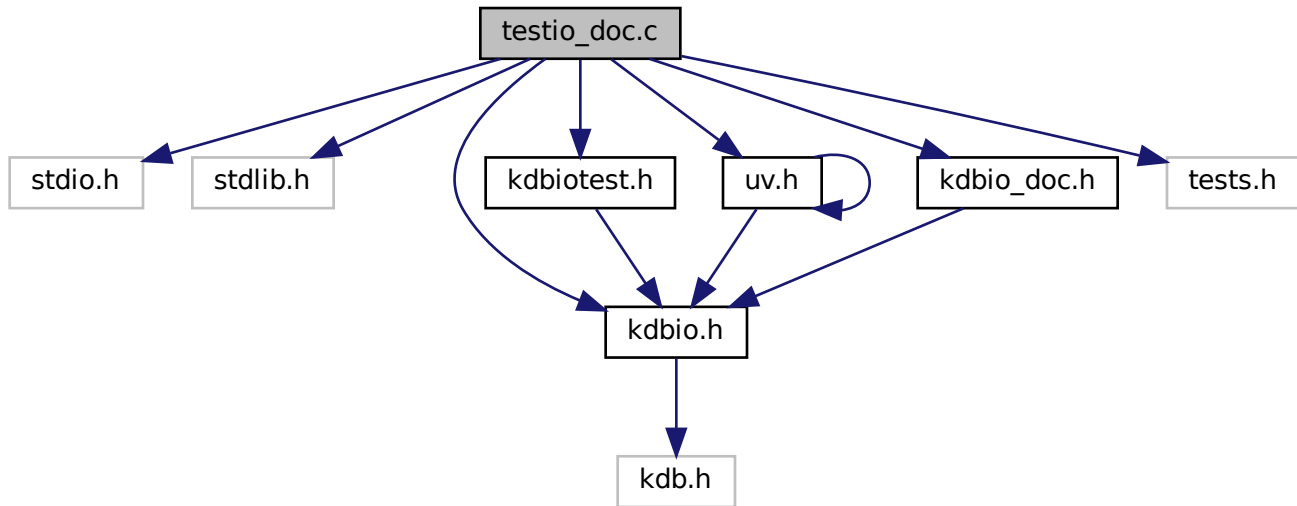 testio_doc.c
stdio.h
stdlib.h
kdbiotest.h
uv.h
kdbio_doc.h
tests.h
kdbio.h
kdb.h